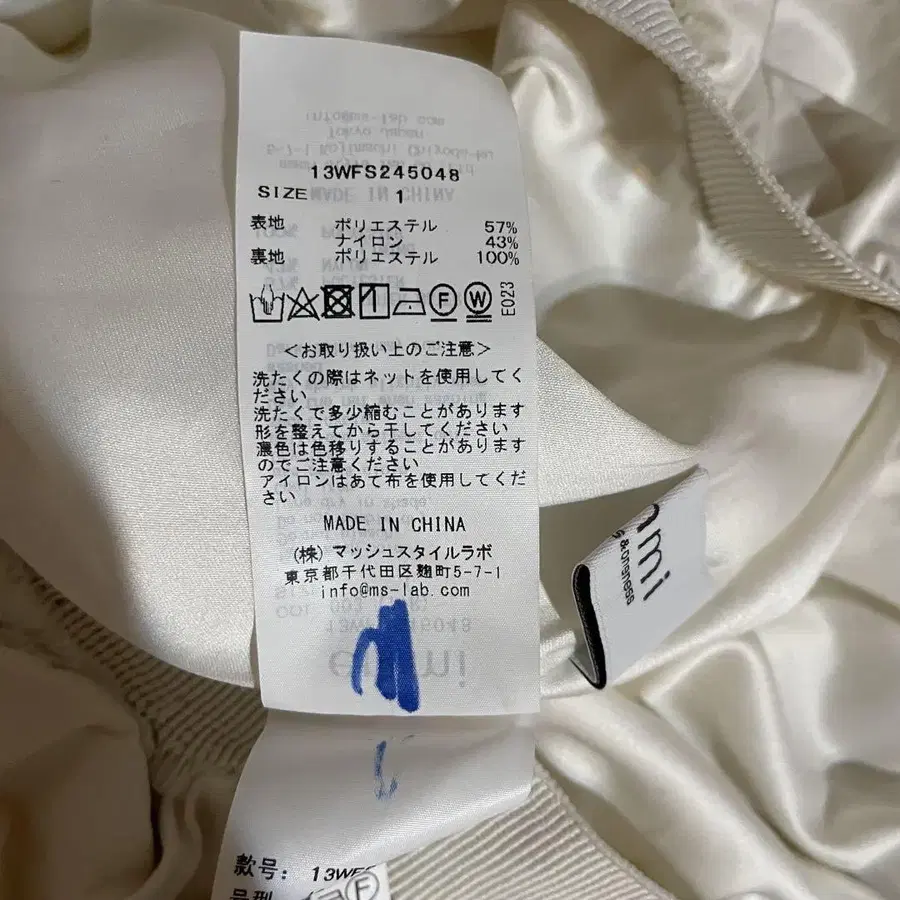 13WFS245048
SIZE 1
表地 ポリエステル 57%
ナイロン 43%
裏地 ポリエステル 100%
F W E023
<お取り扱い上のご注意>
洗たくの際はネットを使用してく
ださい
洗たくで多少縮むことがあります
形を整えてから干してください
濃色は色移りすることがあります
のでご注意ください
アイロンはあて布を使用してくだ
さい
MADE IN CHINA
(株) マッシュスタイルラボ
東京都千代田区麹町5-7-1
info@ms-lab.com
mi
& oneness
款号: 13WFS
号型
F